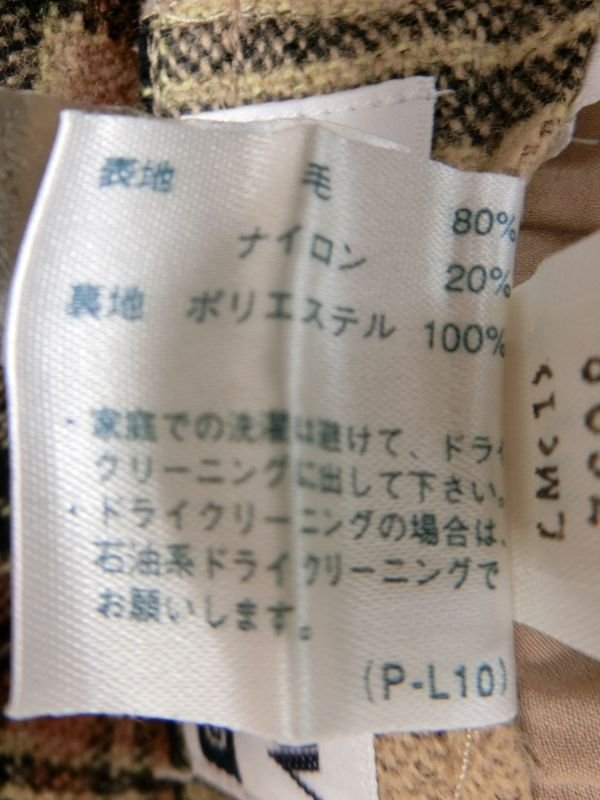 表地 毛 80%
ナイロン 20%
裏地 ポリエステル 100%
・家庭での洗濯は避けて、ドライ
クリーニングに出して下さい。
・ドライクリーニングの場合は、
石油系ドライクリーニングで
お願いします。
(P-L10)